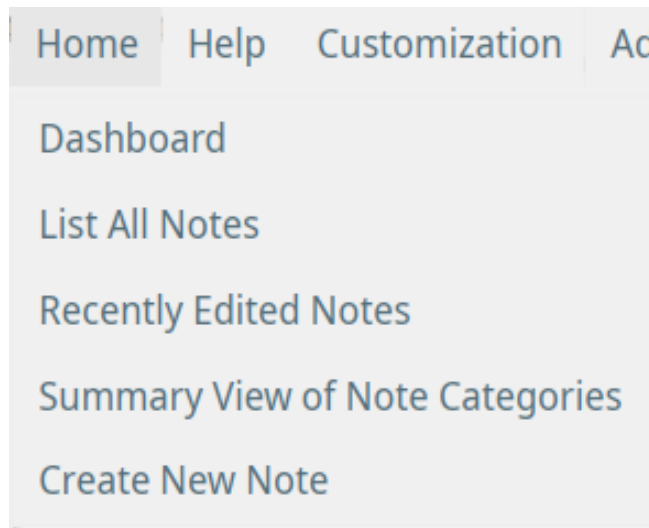 Home Help Customization
Dashboard
List All Notes
Recently Edited Notes
Summary View of Note Categories
Create New Note